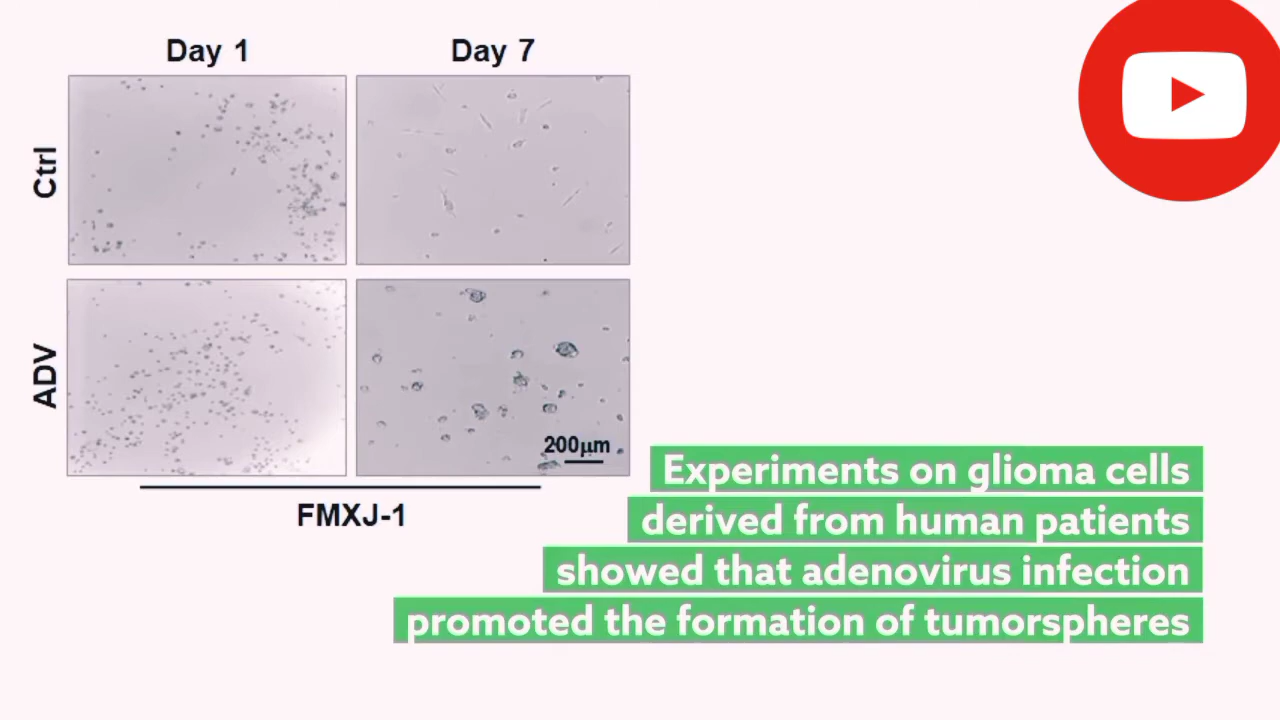 Day 1
Day 7
Ctrl
ADV
200μm
FMXJ-1
Experiments on glioma cells
derived from human patients
showed that adenovirus infection
promoted the formation of tumorspheres